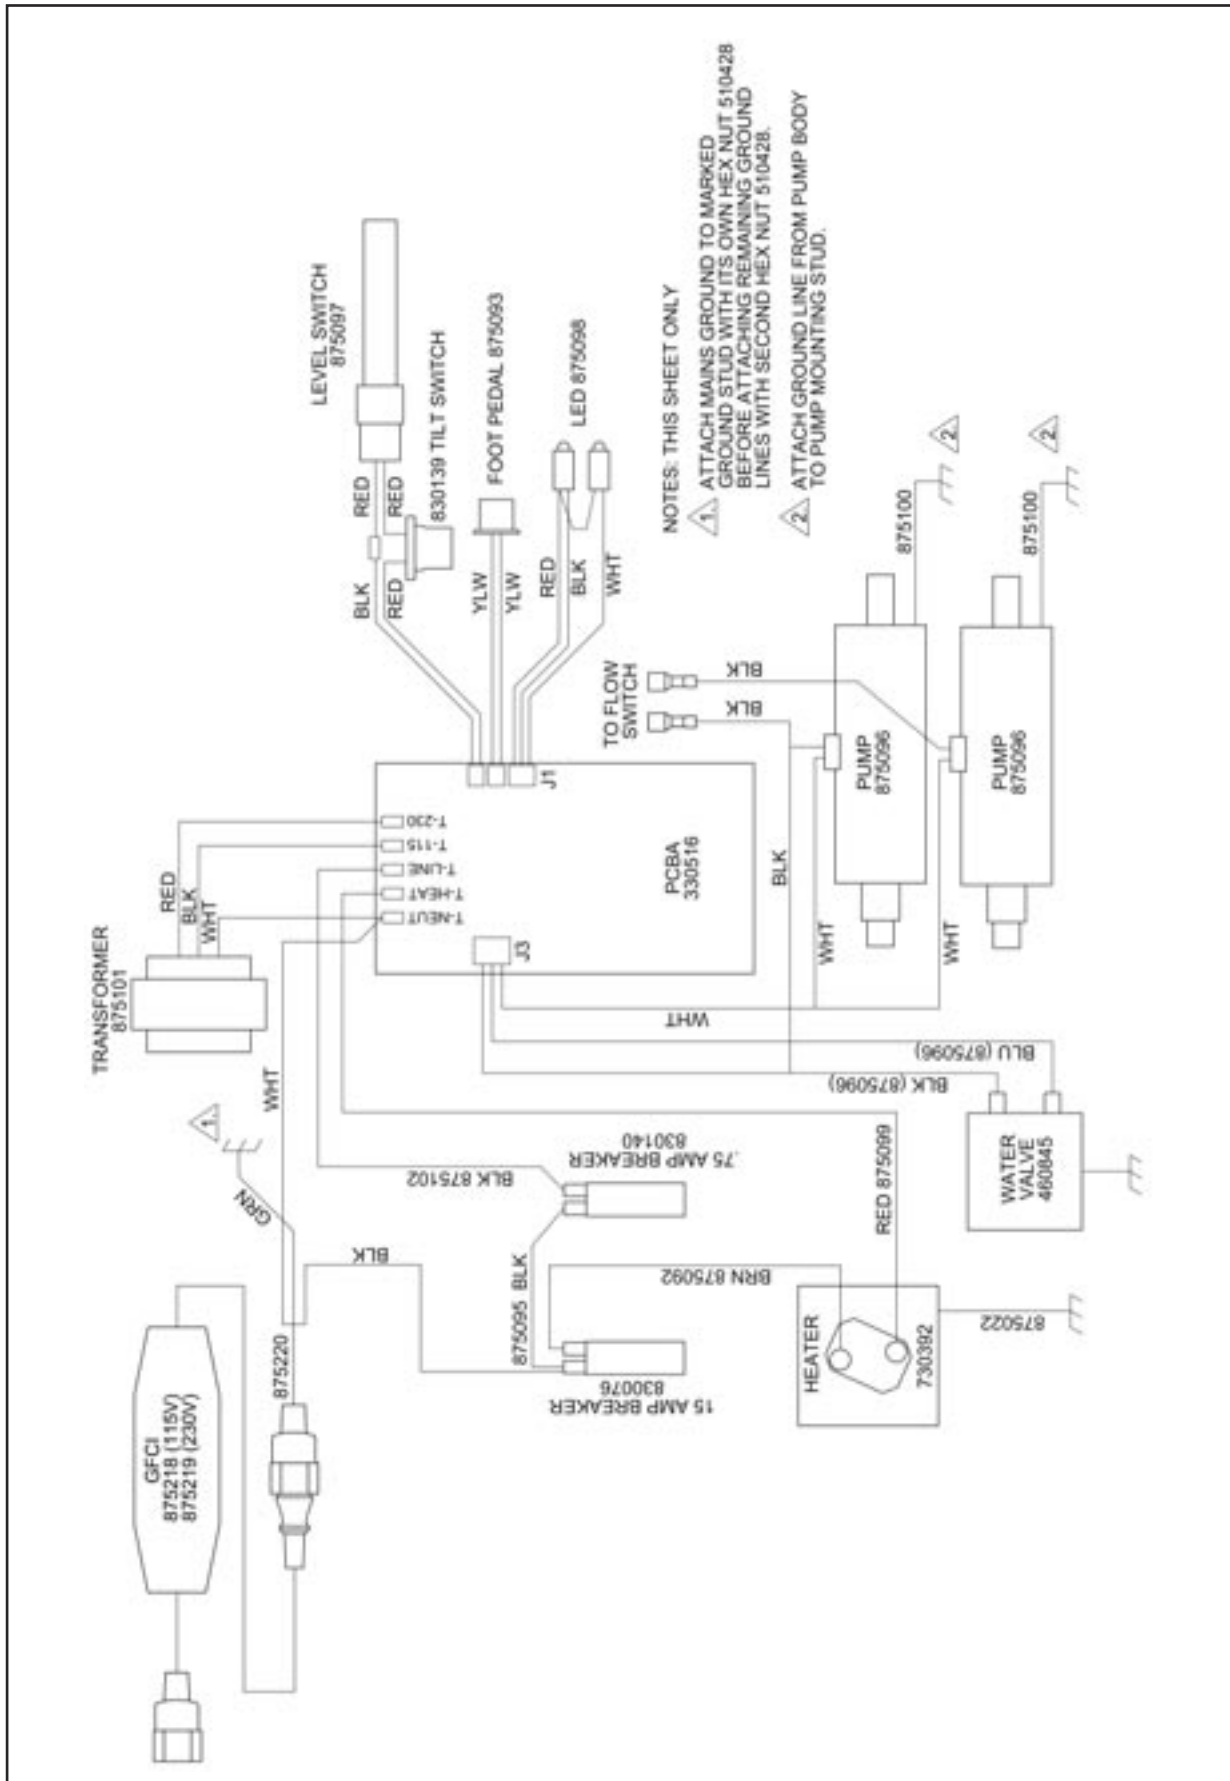 GFCI
875218 (115V)
875219 (230V)
875220
GRN
1.
WHT
BLK
TRANSFORMER
875101
RED
BLK
WHT
T-230
T-115
T-LINE
T-HEAT
T-NEUT
J1
J3
PCBA
330516
LEVEL SWITCH
875097
RED
RED
BLK
RED
830139 TILT SWITCH
FOOT PEDAL 875093
YLW
YLW
LED 875098
RED
BLK
WHT
TO FLOW
SWITCH
BLK
BLK
NOTES: THIS SHEET ONLY
1.
ATTACH MAINS GROUND TO MARKED
GROUND STUD WITH ITS OWN HEX NUT 510428
BEFORE ATTACHING REMAINING GROUND
LINES WITH SECOND HEX NUT 510428.
2.
ATTACH GROUND LINE FROM PUMP BODY
TO PUMP MOUNTING STUD.
15 AMP BREAKER
830076
875095 BLK
BLK 875102
.75 AMP BREAKER
830140
BRN 875092
RED 875099
HEATER
730392
875022
WHT
BLK (875096)
BLU (875096)
WATER
VALVE
460845
BLK
WHT
WHT
PUMP
875096
875100
2.
PUMP
875096
875100
2.